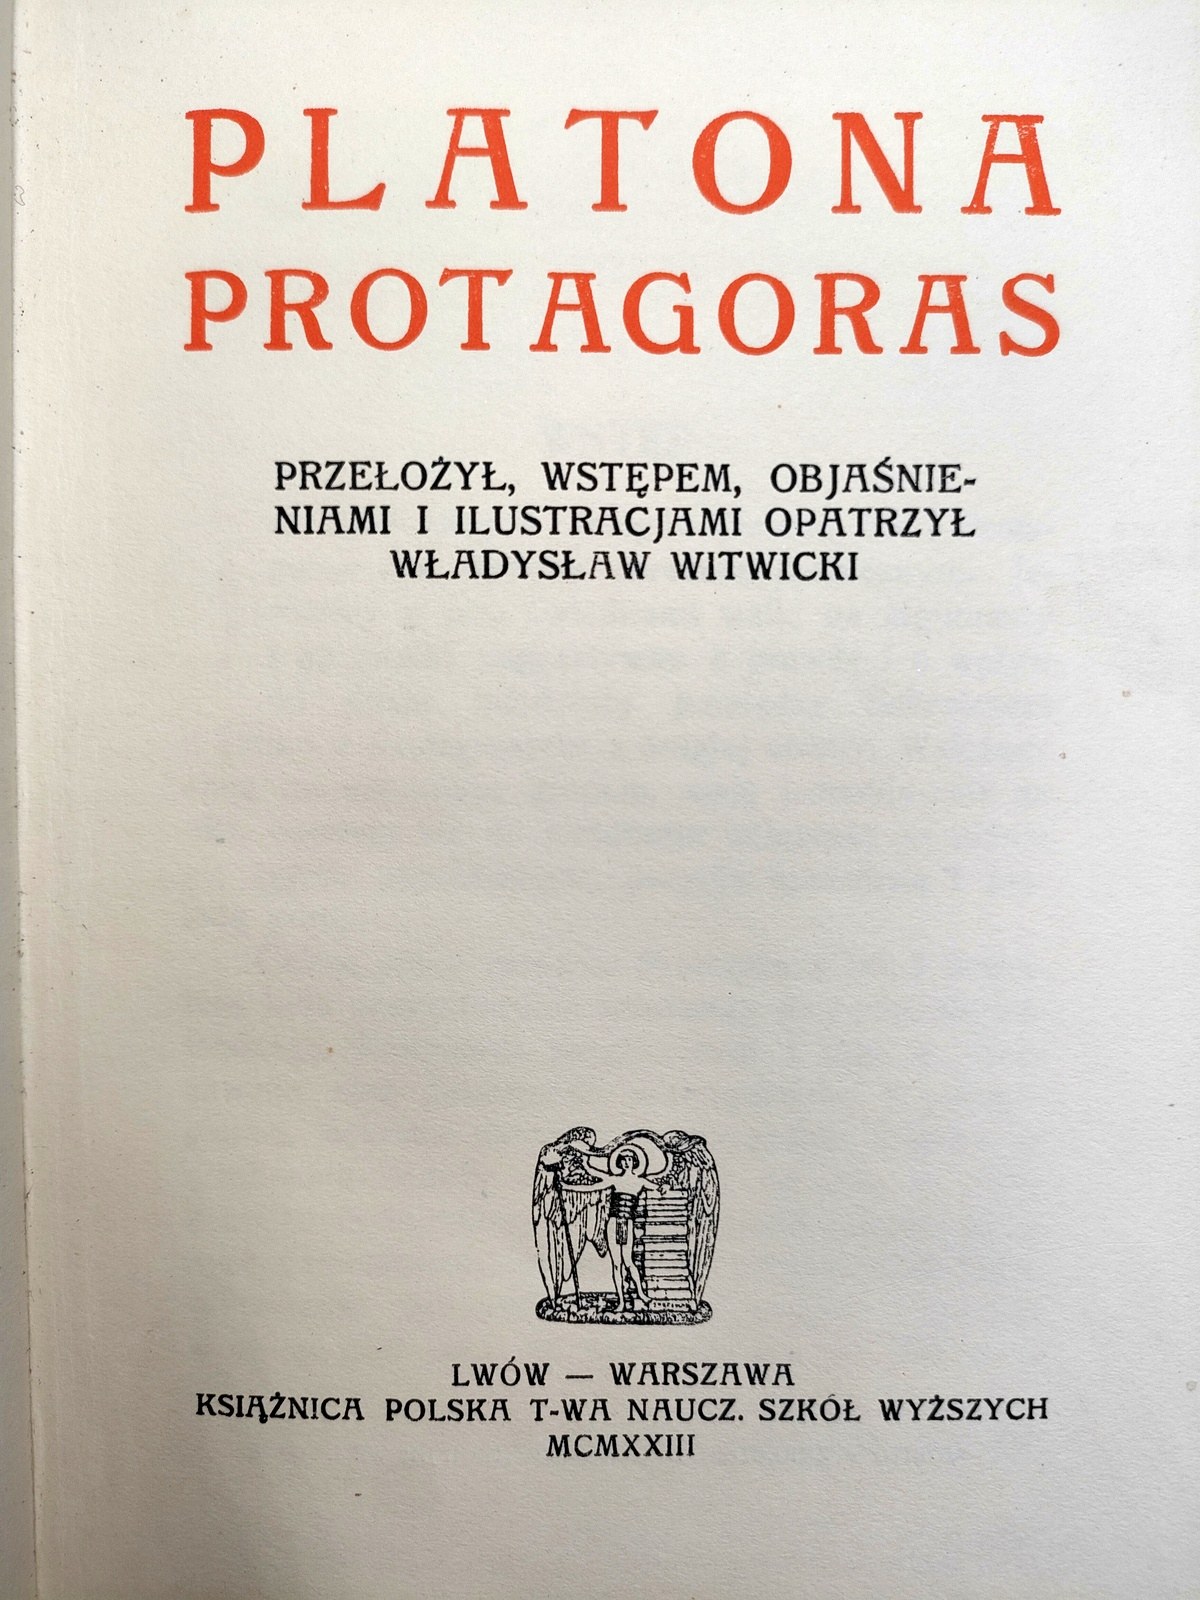 PLATONA
PROTAGORAS
PRZEŁOŻYŁ, WSTĘPEM, OBJAŚNIE-
NIAMI I ILUSTRACJAMI OPATRZYŁ
WŁADYSŁAW WITWICKI
LWÓW — WARSZAWA
KSIĄŻNICA POLSKA T-WA NAUCZ. SZKÓŁ WYŻSZYCH
MCMXXIII